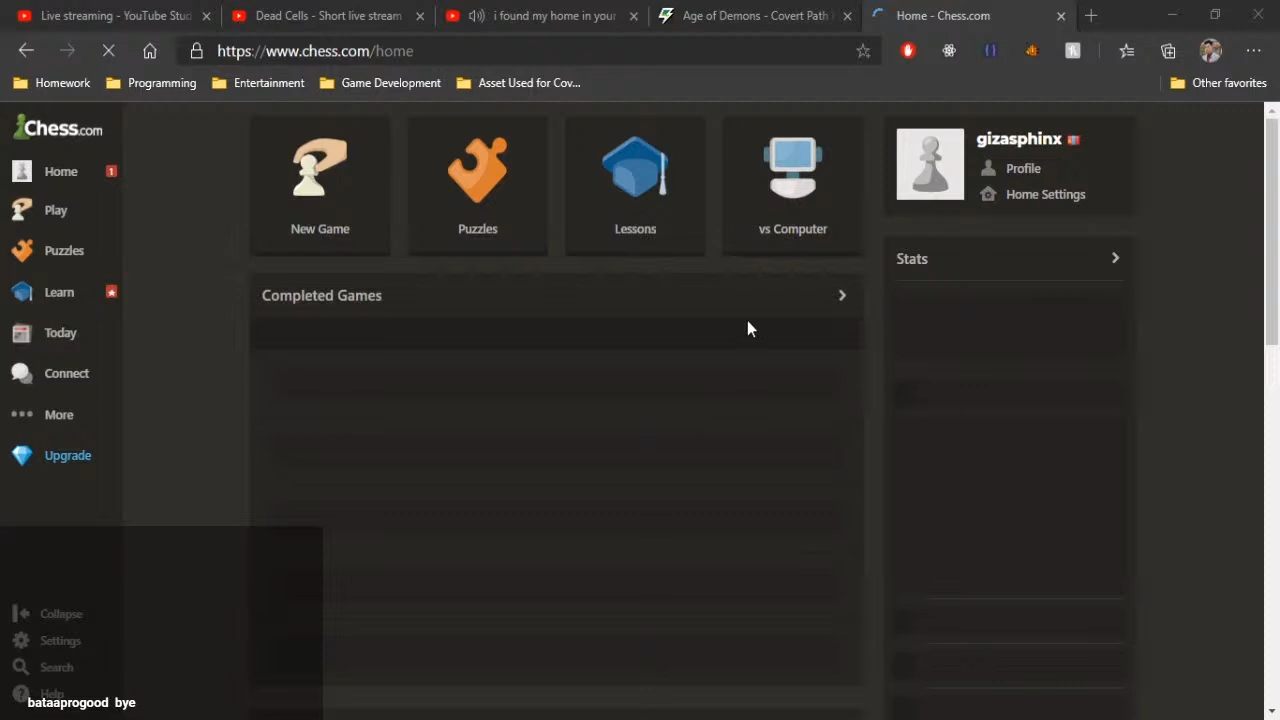 Live streaming - YouTube Stud
Dead Cells - Short live stream
i found my home in your
Age of Demons - Covert Path
Home - Chess.com
https://www.chess.com/home
Homework
Programming
Entertainment
Game Development
Asset Used for Cov...
Other favorites
Chess.com
Home 1
Play
Puzzles
Learn
Today
Connect
More
Upgrade
Collapse
Settings
Search
Help
New Game
Puzzles
Lessons
vs Computer
Completed Games
gizasphinx
Profile
Home Settings
Stats
bataaprogood bye